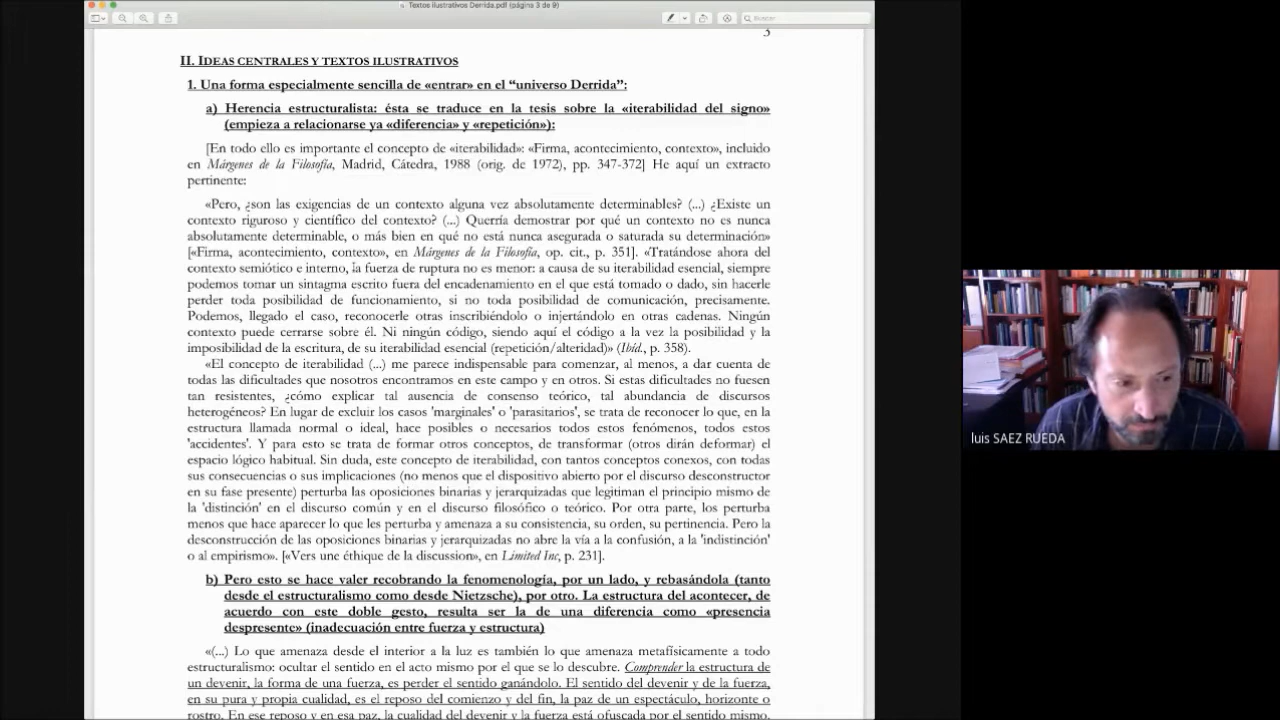 Textos ilustrativos Derrida.pdf (página 3 de 9)
Buscar
3
II. IDEAS CENTRALES Y TEXTOS ILUSTRATIVOS
1. Una forma especialmente sencilla de «entrar» en el “universo Derrida”:
a) Herencia estructuralista: ésta se traduce en la tesis sobre la «iterabilidad del signo»
(empieza a relacionarse ya «diferencia» y «repetición»):
[En todo ello es importante el concepto de «iterabilidad»: «Firma, acontecimiento, contexto», incluido
en Márgenes de la Filosofía, Madrid, Cátedra, 1988 (orig. de 1972), pp. 347-372] He aquí un extracto
pertinente:
«Pero, ¿son las exigencias de un contexto alguna vez absolutamente determinables? (...) ¿Existe un
contexto riguroso y científico del contexto? (...) Querría demostrar por qué un contexto no es nunca
absolutamente determinable, o más bien en qué no está nunca asegurada o saturada su determinación»
[«Firma, acontecimiento, contexto», en Márgenes de la Filosofía, op. cit., p. 351]. «Tratándose ahora del
contexto semiótico e interno, la fuerza de ruptura no es menor: a causa de su iterabilidad esencial, siempre
podemos tomar un sintagma escrito fuera del encadenamiento en el que está tomado o dado, sin hacerle
perder toda posibilidad de funcionamiento, si no toda posibilidad de comunicación, precisamente.
Podemos, llegado el caso, reconocerle otras inscribiéndolo o injertándolo en otras cadenas. Ningún
contexto puede cerrarse sobre él. Ni ningún código, siendo aquí el código a la vez la posibilidad y la
imposibilidad de la escritura, de su iterabilidad esencial (repetición/alteridad)» (Ibíd., p. 358).
«El concepto de iterabilidad (...) me parece indispensable para comenzar, al menos, a dar cuenta de
todas las dificultades que nosotros encontramos en este campo y en otros. Si estas dificultades no fuesen
tan resistentes, ¿cómo explicar tal ausencia de consenso teórico, tal abundancia de discursos
heterogéneos? En lugar de excluir los casos 'marginales' o 'parasitarios', se trata de reconocer lo que, en la
estructura llamada normal o ideal, hace posibles o necesarios todos estos fenómenos, todos estos
'accidentes'. Y para esto se trata de formar otros conceptos, de transformar (otros dirán deformar) el
espacio lógico habitual. Sin duda, este concepto de iterabilidad, con tantos conceptos conexos, con todas
sus consecuencias o sus implicaciones (no menos que el dispositivo abierto por el discurso desconstructor
en su fase presente) perturba las oposiciones binarias y jerarquizadas que legitiman el principio mismo de
la 'distinción' en el discurso común y en el discurso filosófico o teórico. Por otra parte, los perturba
menos que hace aparecer lo que les perturba y amenaza a su consistencia, su orden, su pertinencia. Pero la
desconstrucción de las oposiciones binarias y jerarquizadas no abre la vía a la confusión, a la 'indistinción'
o al empirismo». [«Vers une éthique de la discussion», en Limited Inc, p. 231].
b) Pero esto se hace valer recobrando la fenomenología, por un lado, y rebasándola (tanto
desde el estructuralismo como desde Nietzsche), por otro. La estructura del acontecer, de
acuerdo con este doble gesto, resulta ser la de una diferencia como «presencia
despresente» (inadecuación entre fuerza y estructura)
«(...) Lo que amenaza desde el interior a la luz es también lo que amenaza metafísicamente a todo
estructuralismo: ocultar el sentido en el acto mismo por el que se lo descubre. Comprender la estructura de
un devenir, la forma de una fuerza, es perder el sentido ganándolo. El sentido del devenir y de la fuerza,
en su pura y propia cualidad, es el reposo del comienzo y del fin, la paz de un espectáculo, horizonte o
rostro. En ese reposo y en esa paz, la cualidad del devenir y la fuerza está ofuscada por el sentido mismo.
luis SAEZ RUEDA